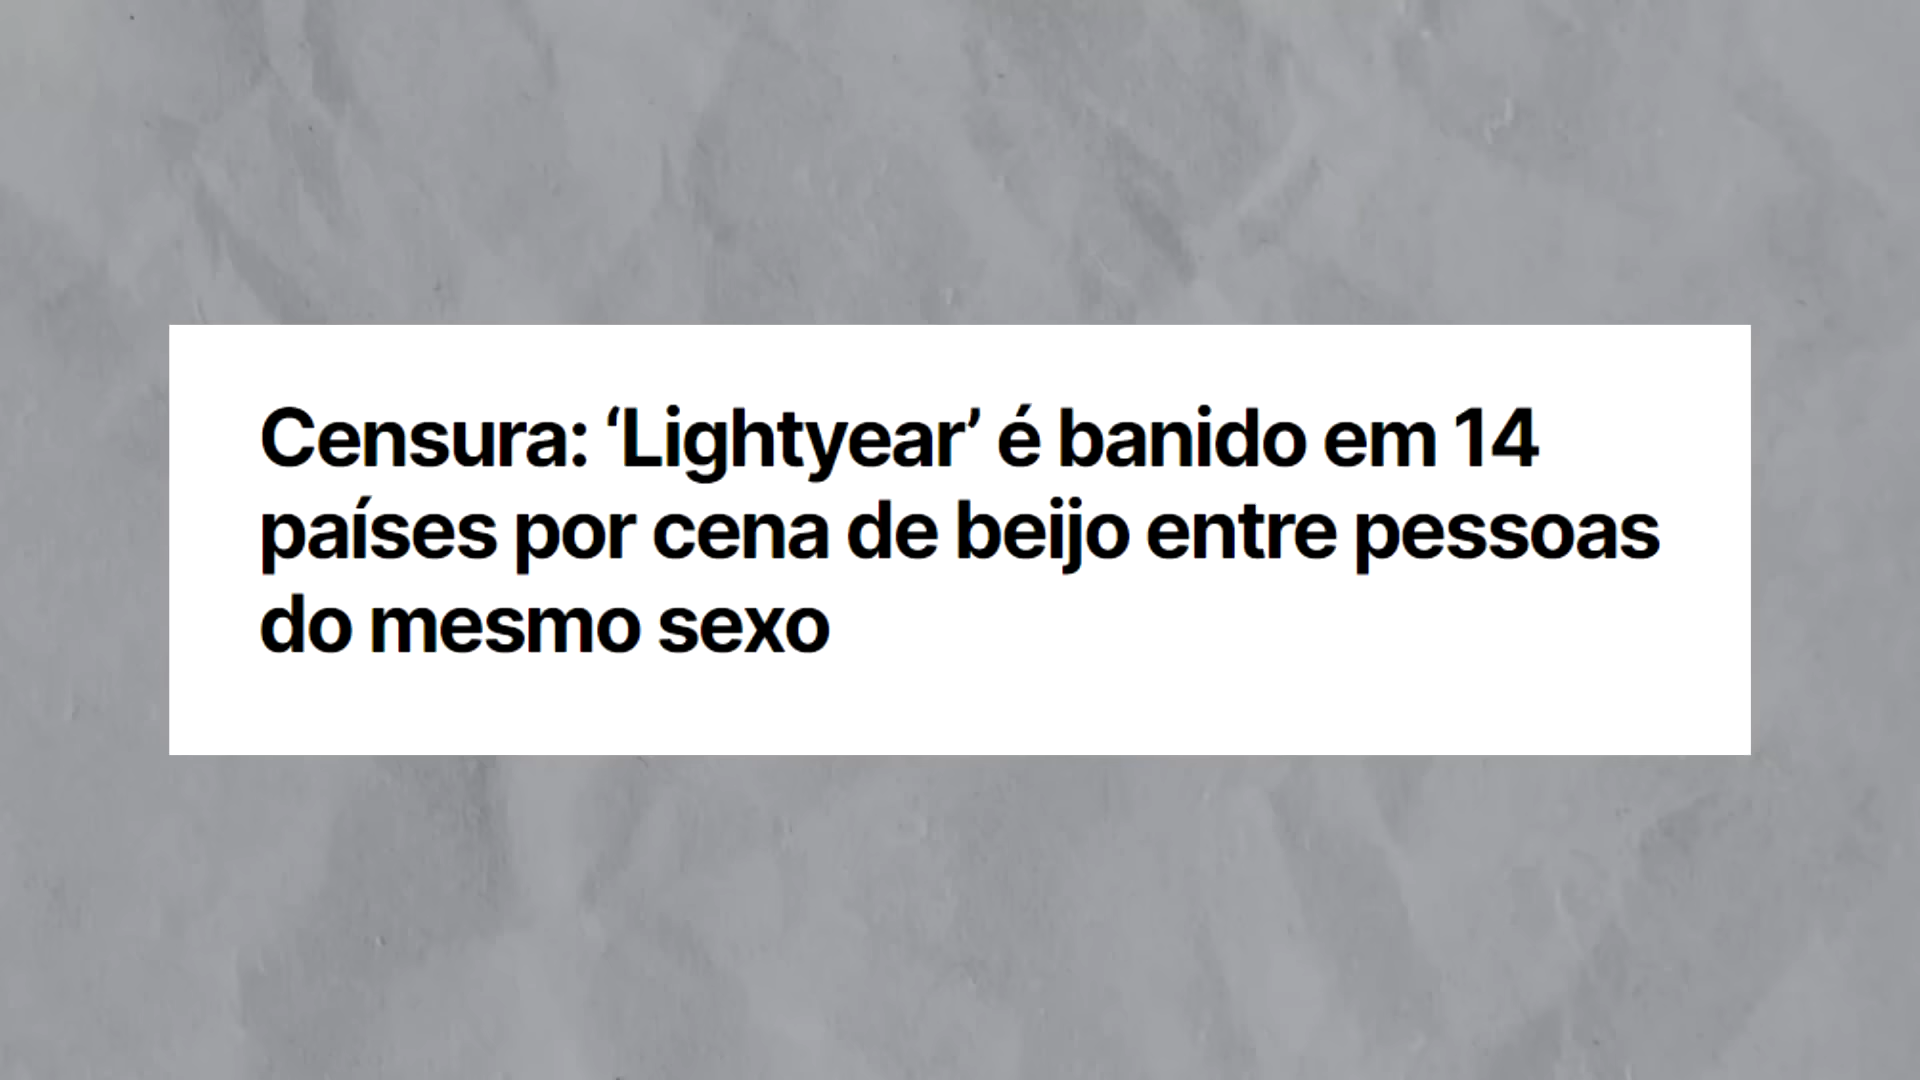 Censura: ‘Lightyear’ é banido em 14
países por cena de beijo entre pessoas
do mesmo sexo